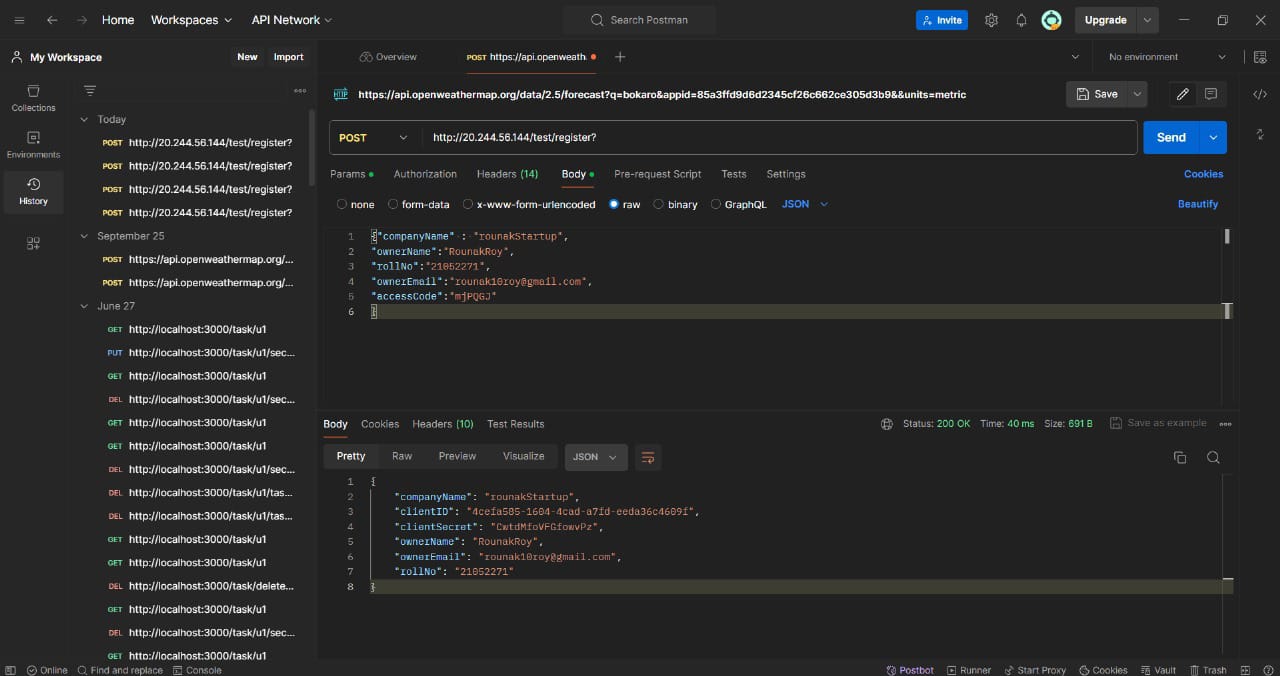 Home Workspaces API Network Search Postman Invite Upgrade
My Workspace New Import Overview POST https://api.openweath. No environment
Collections
Environments
History
Today
POST http://20.244.56.144/test/register?
POST http://20.244.56.144/test/register?
POST http://20.244.56.144/test/register?
POST http://20.244.56.144/test/register?
September 25
POST https://api.openweathermap.org/...
POST https://api.openweathermap.org/...
June 27
GET http://localhost:3000/task/u1
PUT http://localhost:3000/task/u1/sec...
GET http://localhost:3000/task/u1
DEL http://localhost:3000/task/u1/sec...
GET http://localhost:3000/task/u1
GET http://localhost:3000/task/u1
DEL http://localhost:3000/task/u1/sec...
DEL http://localhost:3000/task/u1/tas...
DEL http://localhost:3000/task/u1/tas...
GET http://localhost:3000/task/u1
GET http://localhost:3000/task/u1
DEL http://localhost:3000/task/delete...
GET http://localhost:3000/task/u1
DEL http://localhost:3000/task/u1/sec...
GET http://localhost:3000/task/u1
HTTP https://api.openweathermap.org/data/2.5/forecast?q=bokaro&appid=85a3ffd9d6d2345cf26c662ce305d3b9&&units=metric Save
POST http://20.244.56.144/test/register? Send
Params Authorization Headers (14) Body Pre-request Script Tests Settings Cookies
none form-data x-www-form-urlencoded raw binary GraphQL JSON Beautify
1 {"companyName" : "rounakStartup",
2 "ownerName":"RounakRoy",
3 "rollNo":"21052271",
4 "ownerEmail":"rounak10roy@gmail.com",
5 "accessCode":"mjPQGJ"
6 }
Body Cookies Headers (10) Test Results Status: 200 OK Time: 40 ms Size: 691 B Save as example
Pretty Raw Preview Visualize JSON
1 {
2 "companyName": "rounakStartup",
3 "clientID": "4cefa585-1604-4cad-a7fd-eeda36c4609f",
4 "clientSecret": "CwtdMfoVFGfowvPz",
5 "ownerName": "RounakRoy",
6 "ownerEmail": "rounak10roy@gmail.com",
7 "rollNo": "21052271"
8 }
Online Find and replace Console Postbot Runner Start Proxy Cookies Vault Trash